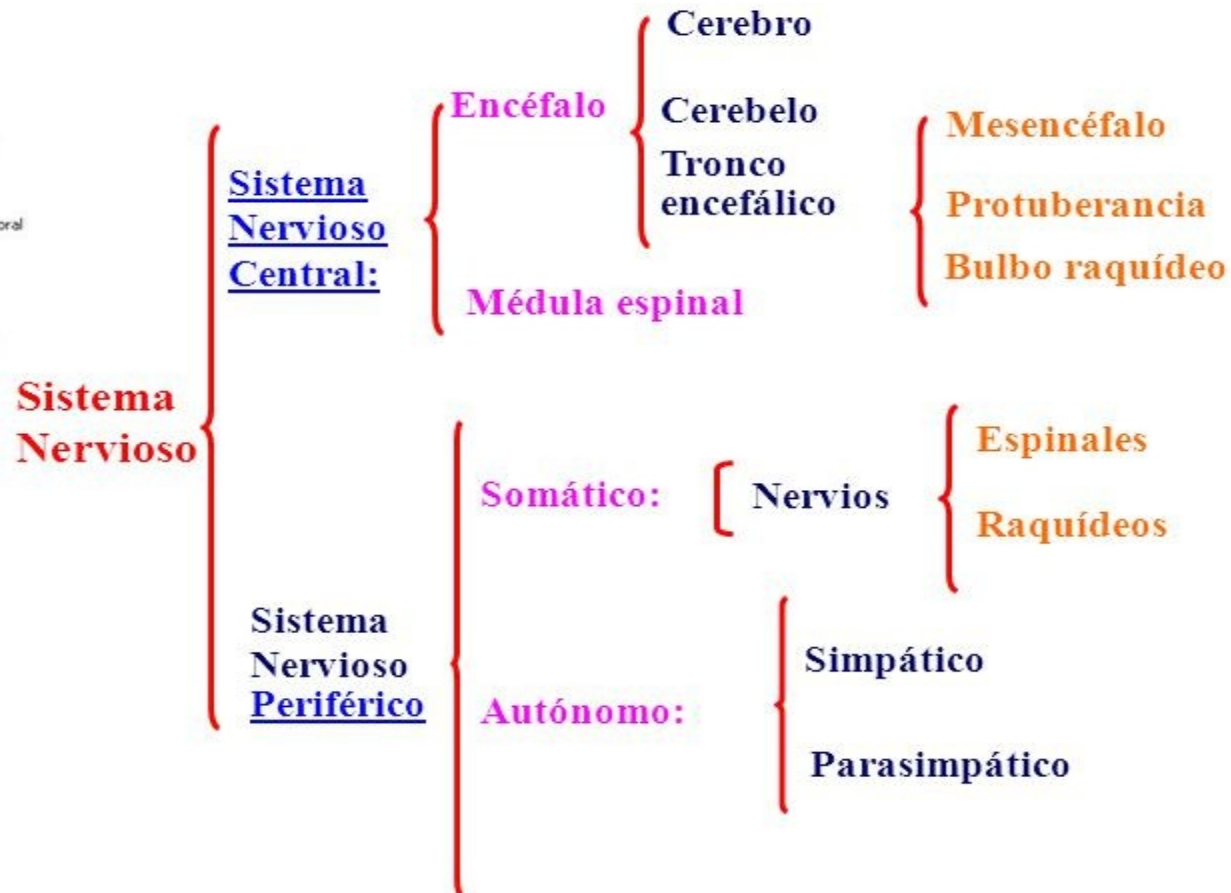 Sistema
Nervioso
Sistema
Nervioso
Central:
Encéfalo
Cerebro
Cerebelo
Tronco
encefálico
Mesencéfalo
Protuberancia
Bulbo raquídeo
Médula espinal
Sistema
Nervioso
Periférico
Somático:
Nervios
Espinales
Raquídeos
Autónomo:
Simpático
Parasimpático